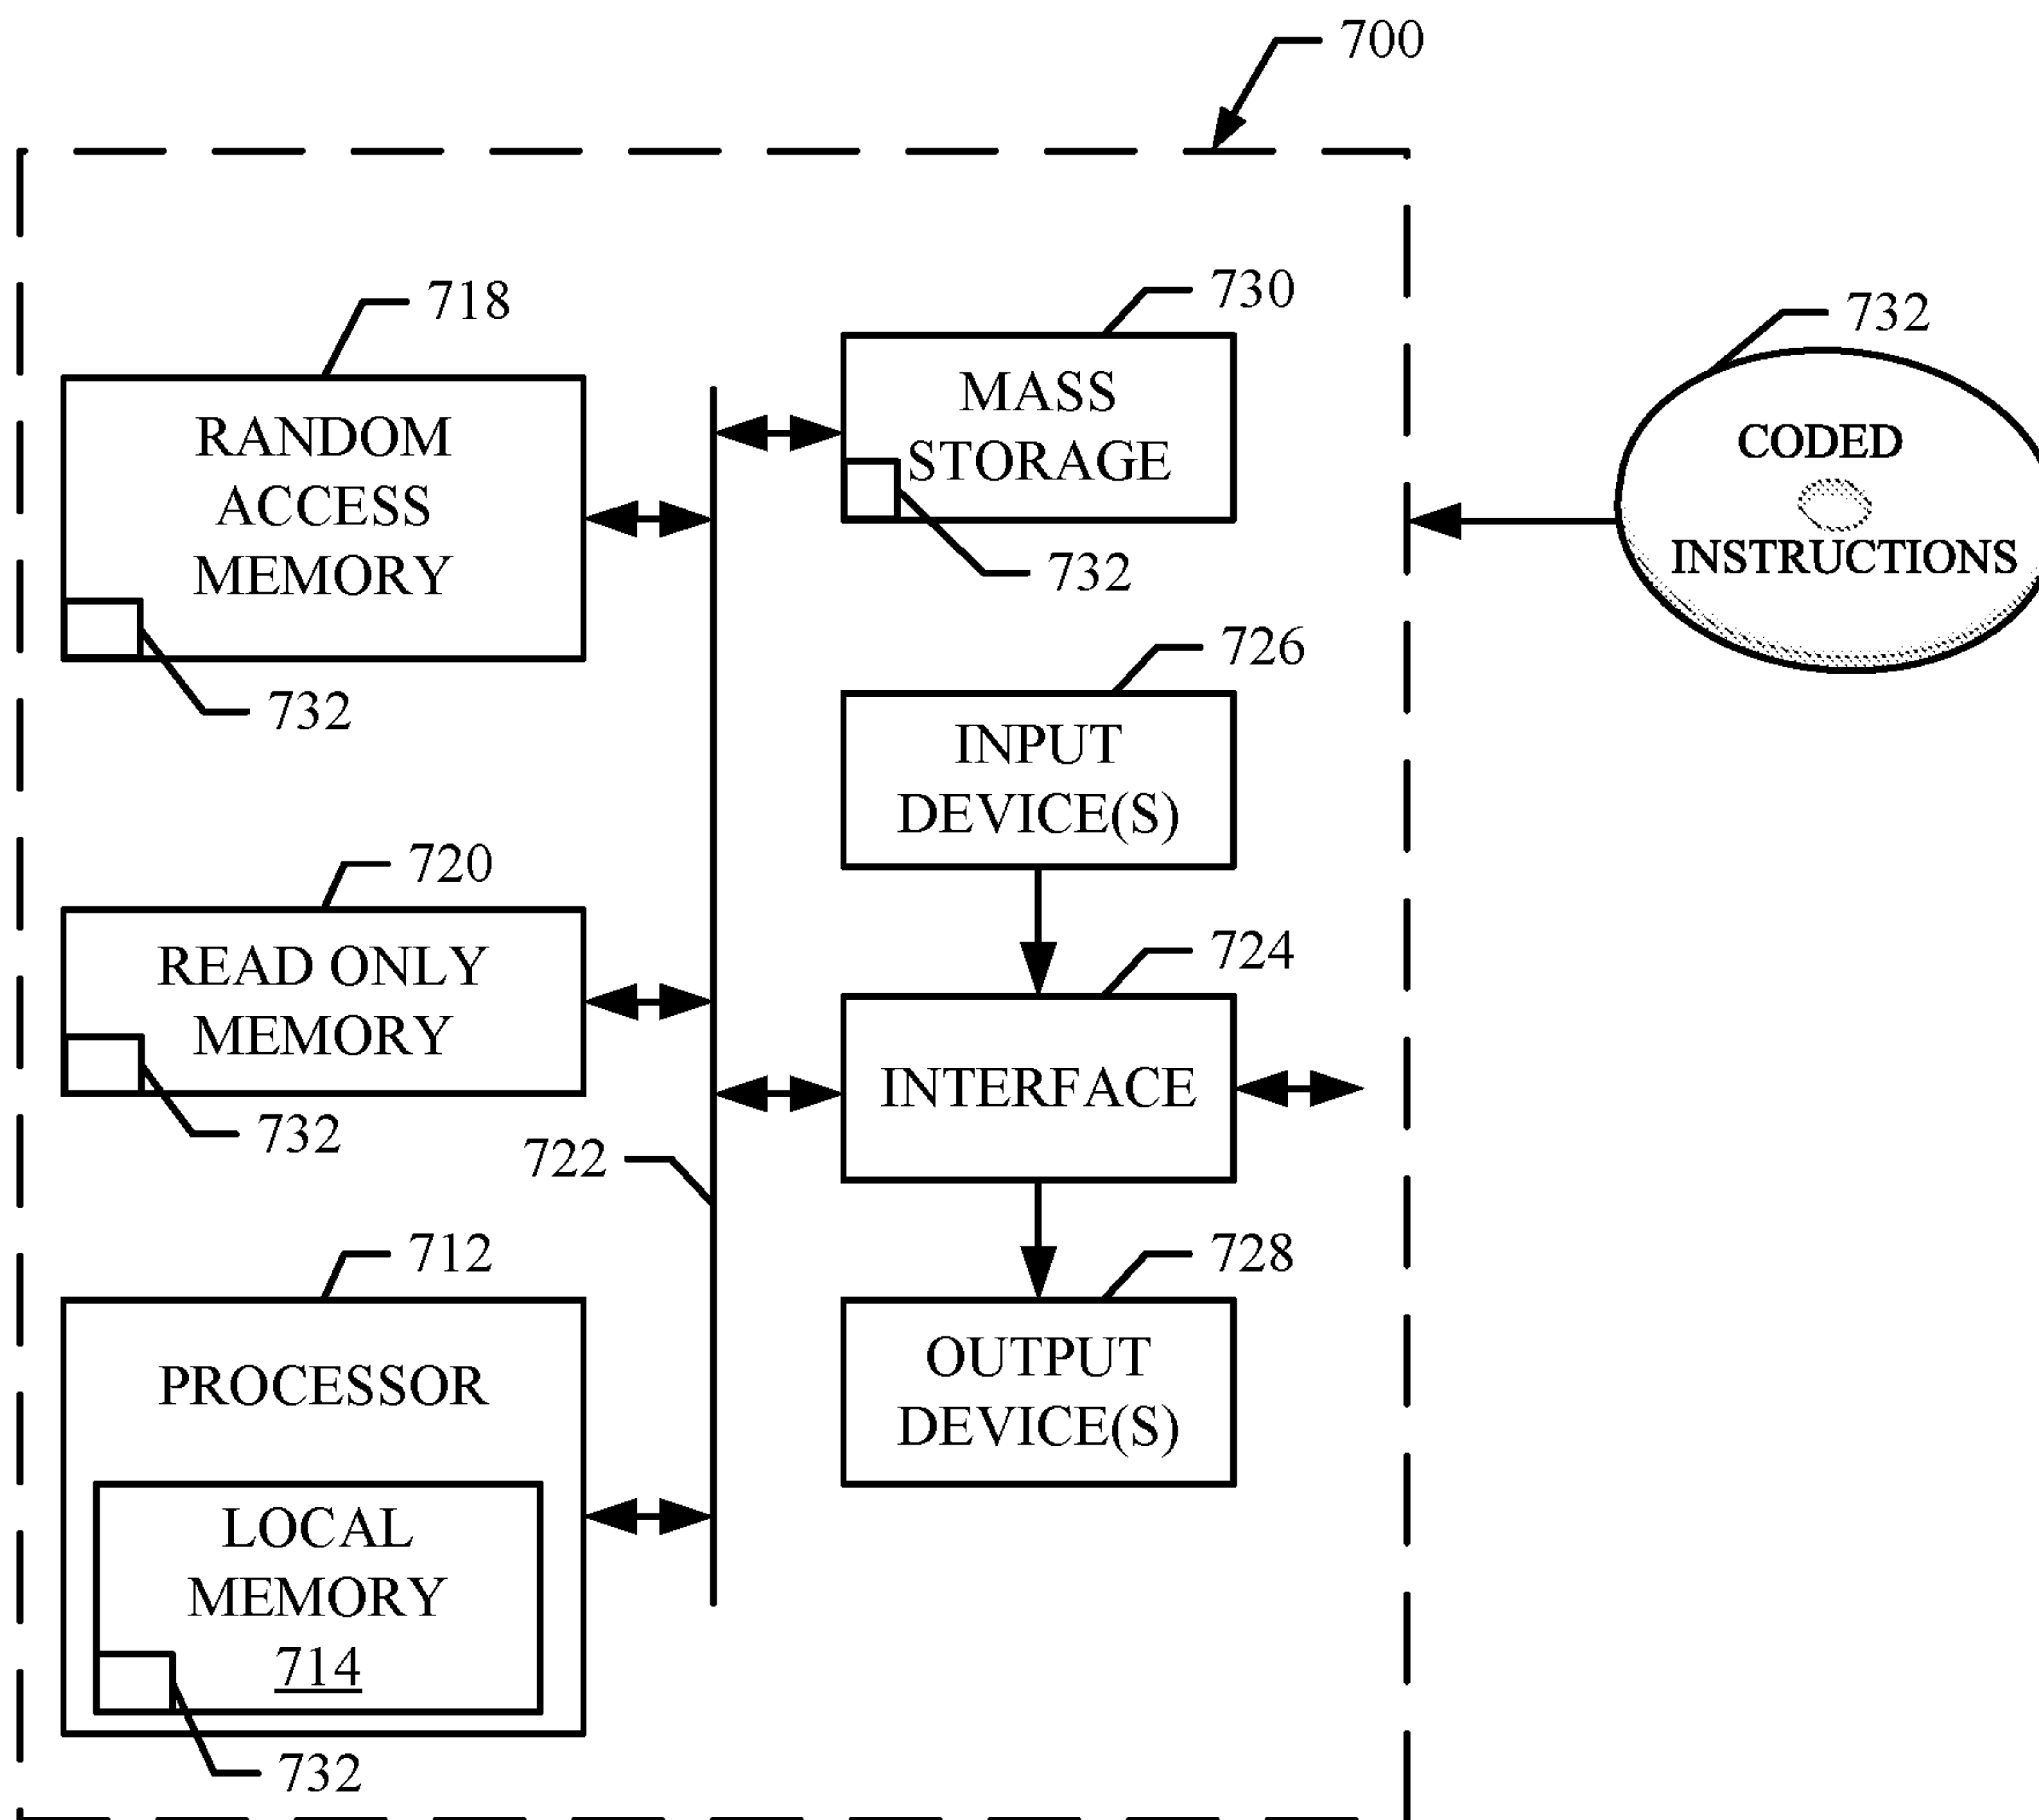 700
718
RANDOM
ACCESS
MEMORY
732
730
MASS
STORAGE
732
732
CODED
INSTRUCTIONS
726
INPUT
DEVICE(S)
720
READ ONLY
MEMORY
732
724
INTERFACE
722
712
PROCESSOR
LOCAL
MEMORY
714
732
728
OUTPUT
DEVICE(S)